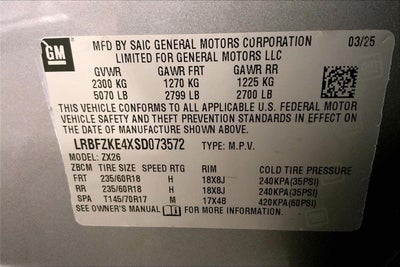 GM
MFD BY SAIC GENERAL MOTORS CORPORATION 03/25
LIMITED FOR GENERAL MOTORS LLC
GVWR GAWR FRT GAWR RR
2300 KG 1270 KG 1225 KG
5070 LB 2799 LB 2700 LB
THIS VEHICLE CONFORMS TO ALL APPLICABLE U.S. FEDERAL MOTOR
VEHICLE SAFETY AND THEFT PREVENTION STANDARDS IN EFFECT ON
THE DATE OF MANUFACTURE SHOWN ABOVE.
LRBFZKE4XSD073572 TYPE: M.P.V.
MODEL: ZX26
ZBCM TIRE SIZE SPEED RTG RIM COLD TIRE PRESSURE
FRT 235/60R18 H 18X8J 240KPA(35PSI)
RR 235/60R18 H 18X8J 240KPA(35PSI)
SPA T145/70R17 M 17X4B 420KPA(60PSI)
SEE OWNER'S MANUAL FOR MORE INFORMATION.